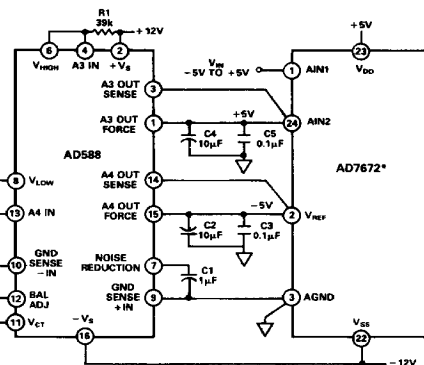 R1
39k
+12V
+5V
6
4
2
23
VHIGH
A3 IN
+VS
VIN
-5V TO +5V
1
AIN1
VDD
A3 OUT
SENSE
3
A3 OUT
FORCE
1
+5V
24
AIN2
C4
10µF
C5
0.1µF
AD588
AD7672*
A4 OUT
SENSE
14
8
VLOW
13
A4 IN
A4 OUT
FORCE
15
-5V
2
VREF
C2
10µF
C3
0.1µF
10
GND
SENSE
-IN
NOISE
REDUCTION
7
C1
1µF
12
BAL
ADJ
GND
SENSE
+IN
9
3
AGND
11
VCT
-VS
16
VSS
22
-12V